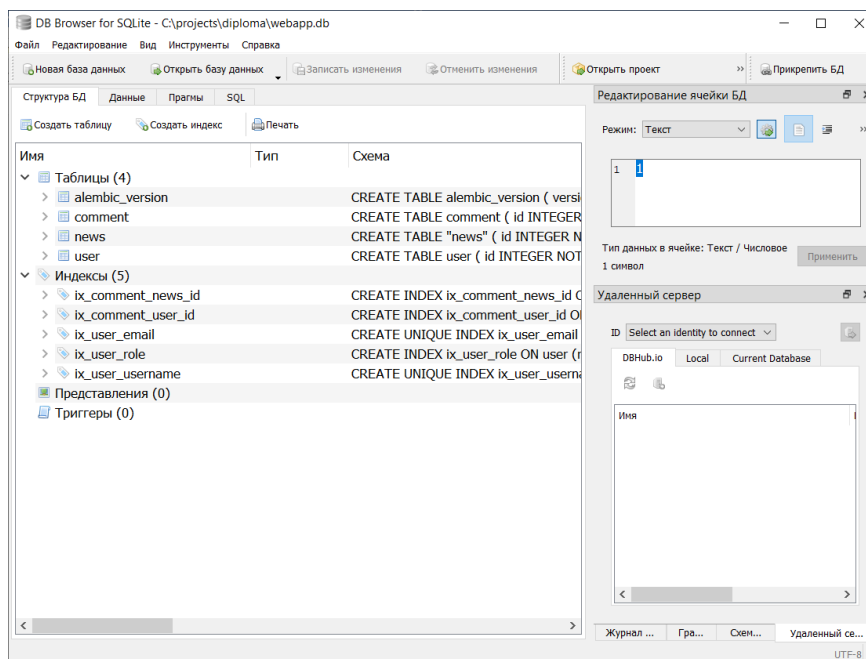 DB Browser for SQLite - C:\projects\diploma\webapp.db
Файл Редактирование Вид Инструменты Справка
Новая база данных Открыть базу данных Записать изменения Отменить изменения Открыть проект » Прикрепить БД
Структура БД Данные Прагмы SQL
Создать таблицу Создать индекс Печать
Имя Тип Схема
Таблицы (4)
alembic_version CREATE TABLE alembic_version ( versi
comment CREATE TABLE comment ( id INTEGER
news CREATE TABLE "news" ( id INTEGER N
user CREATE TABLE user ( id INTEGER NOT
Индексы (5)
ix_comment_news_id CREATE INDEX ix_comment_news_id
ix_comment_user_id CREATE INDEX ix_comment_user_id
ix_user_email CREATE UNIQUE INDEX ix_user_email
ix_user_role CREATE INDEX ix_user_role ON user (r
ix_user_username CREATE UNIQUE INDEX ix_user_userna
Представления (0)
Триггеры (0)
Редактирование ячейки БД
Режим: Текст »
1 1
Тип данных в ячейке: Текст / Числовое
1 символ
Применить
Удаленный сервер
ID Select an identity to connect
DBHub.io Local Current Database
Имя
Журнал ... Гра... Схем... Удаленный се...
UTF-8